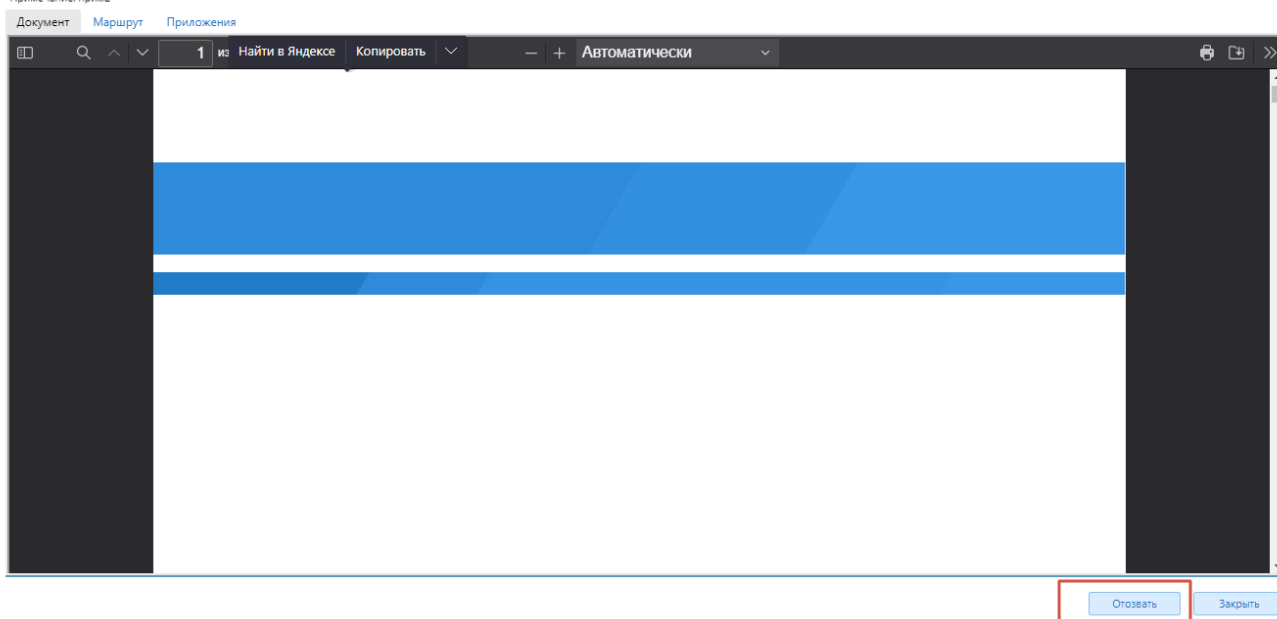 Документ Маршрут Приложения
1 из Найти в Яндексе Копировать Автоматически
Отозвать Закрыть